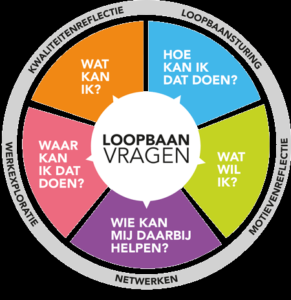 LOOPBAAN
VRAGEN
KWALITEITENREFLECTIE
WAT
KAN
IK?
LOOPBAANSTURING
HOE
KAN IK
DAT DOEN?
MOTIEVENREFLECTIE
WAT
WIL
IK?
NETWERKEN
WIE KAN
MIJ DAARBIJ
HELPEN?
WERKEXPLORATIE
WAAR
KAN
IK DAT
DOEN?